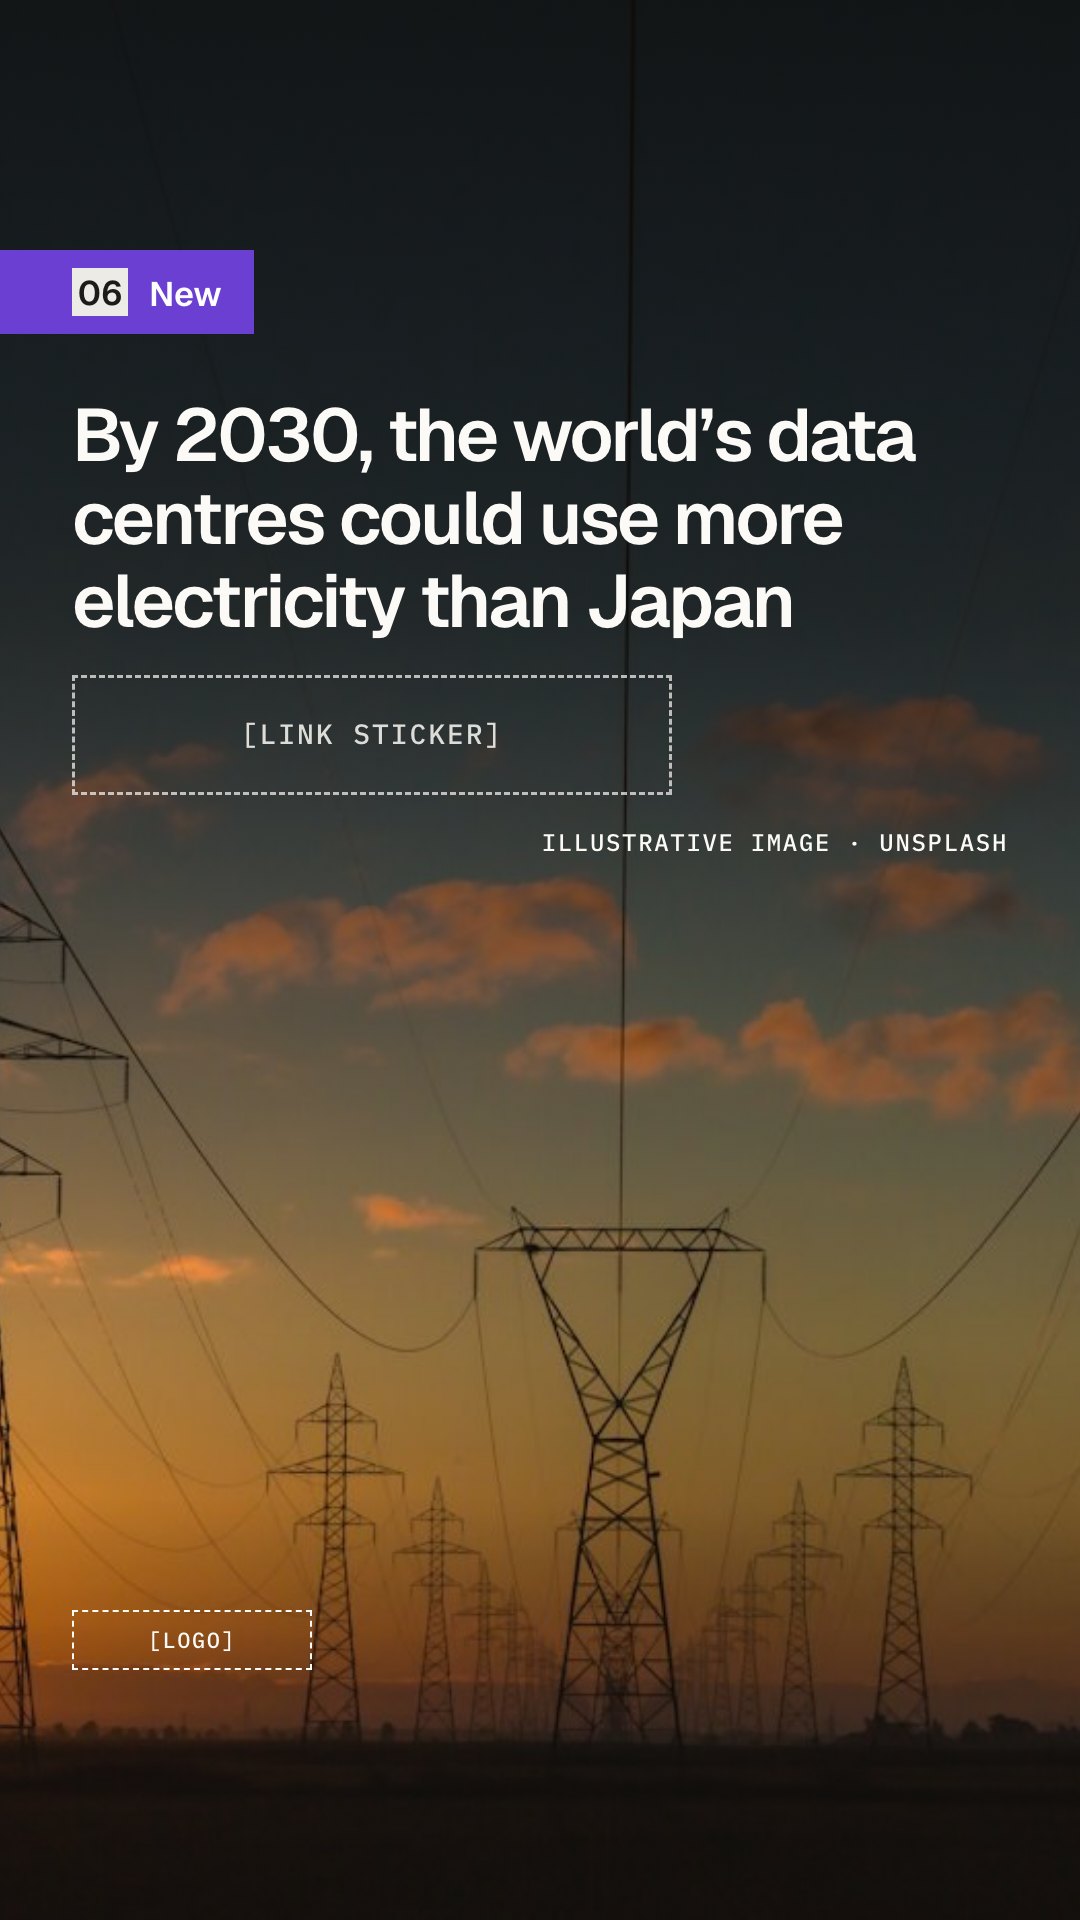 06 New
By 2030, the world’s data
centres could use more
electricity than Japan
[LINK STICKER]
ILLUSTRATIVE IMAGE · UNSPLASH
[LOGO]